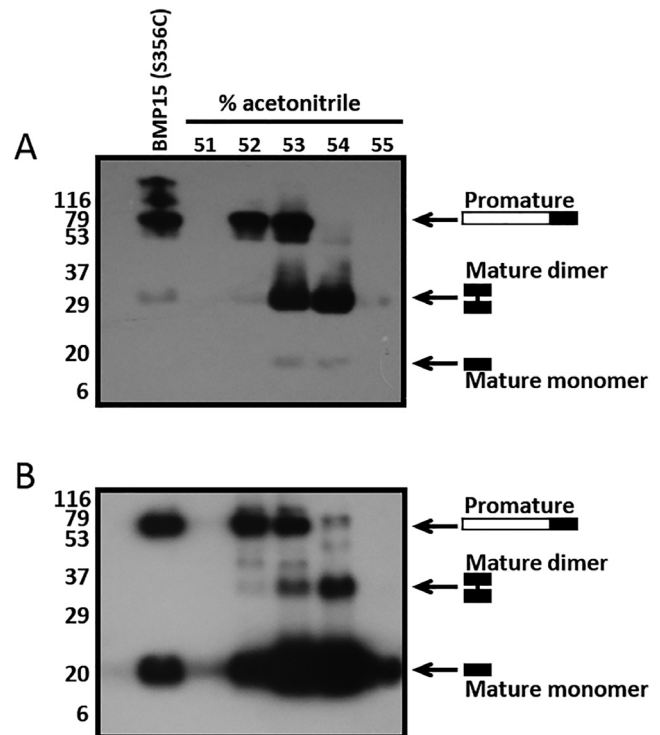 BMP15 (S356C)
% acetonitrile
51 52 53 54 55
A
116
79
53
37
29
20
6
Promature
Mature dimer
Mature monomer
B
116
79
53
37
29
20
6
Promature
Mature dimer
Mature monomer